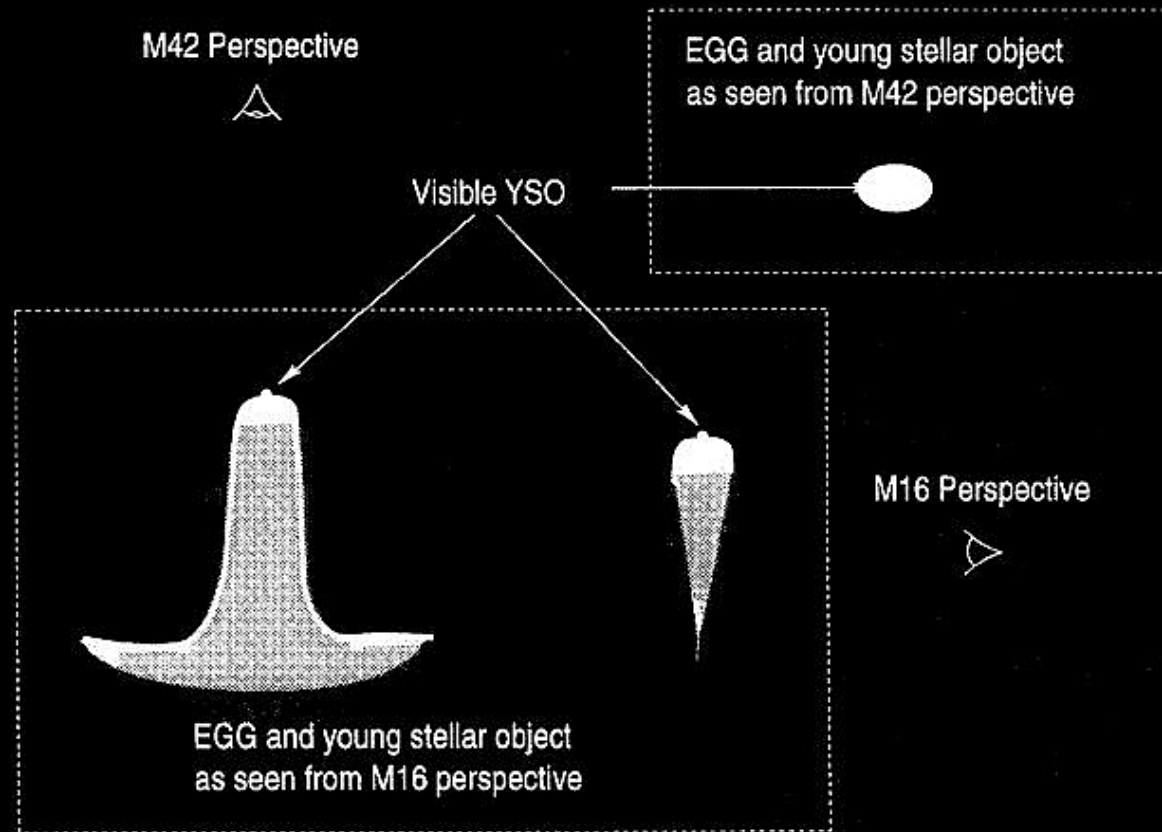 M42 Perspective
EGG and young stellar object
as seen from M42 perspective
Visible YSO
M16 Perspective
EGG and young stellar object
as seen from M16 perspective